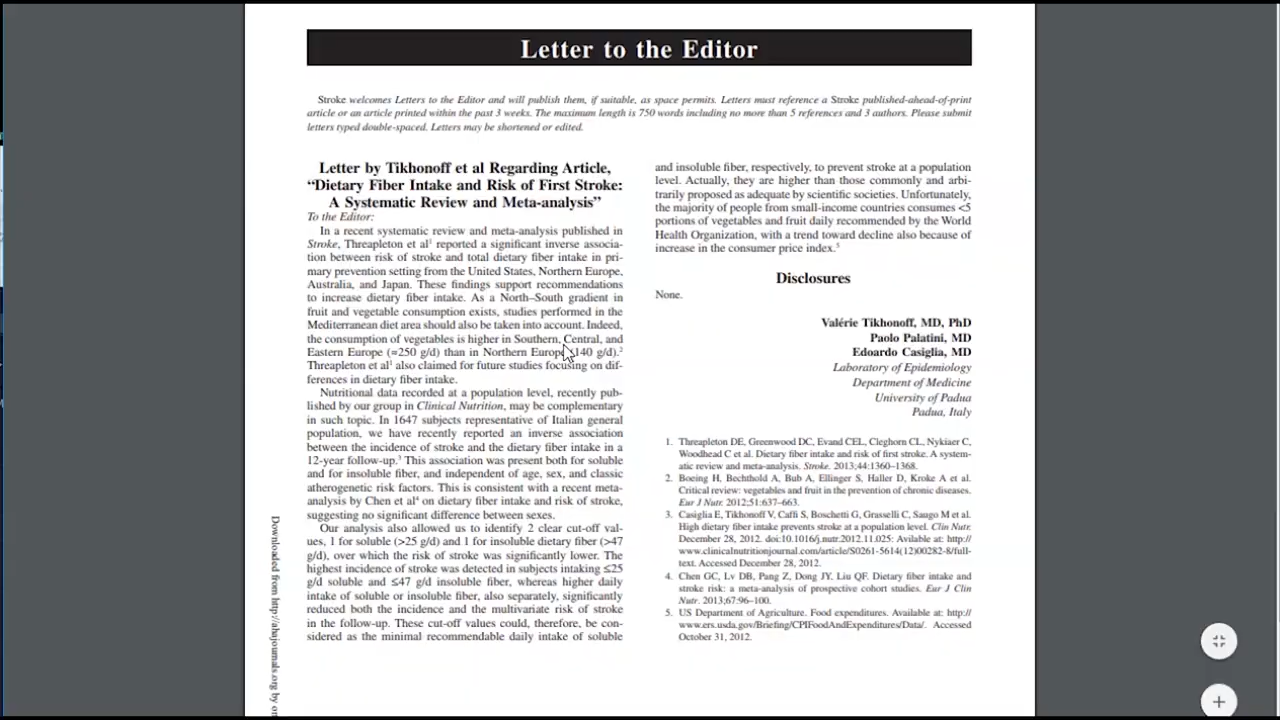 Letter to the Editor
Stroke welcomes Letters to the Editor and will publish them, if suitable, as space permits. Letters must reference a Stroke published-ahead-of-print
article or an article printed within the past 3 weeks. The maximum length is 750 words including no more than 5 references and 3 authors. Please submit
letters typed double-spaced. Letters may be shortened or edited.
Letter by Tikhonoff et al Regarding Article,
“Dietary Fiber Intake and Risk of First Stroke:
A Systematic Review and Meta-analysis”
To the Editor:
In a recent systematic review and meta-analysis published in
Stroke, Threapleton et al1 reported a significant inverse associa-
tion between risk of stroke and total dietary fiber intake in pri-
mary prevention setting from the United States, Northern Europe,
Australia, and Japan. These findings support recommendations
to increase dietary fiber intake. As a North–South gradient in
fruit and vegetable consumption exists, studies performed in the
Mediterranean diet area should also be taken into account. Indeed,
the consumption of vegetables is higher in Southern, Central, and
Eastern Europe (≈250 g/d) than in Northern Europe 140 g/d).2
Threapleton et al1 also claimed for future studies focusing on dif-
ferences in dietary fiber intake.
Nutritional data recorded at a population level, recently pub-
lished by our group in Clinical Nutrition, may be complementary
in such topic. In 1647 subjects representative of Italian general
population, we have recently reported an inverse association
between the incidence of stroke and the dietary fiber intake in a
12-year follow-up.3 This association was present both for soluble
and for insoluble fiber, and independent of age, sex, and classic
atherogenetic risk factors. This is consistent with a recent meta-
analysis by Chen et al4 on dietary fiber intake and risk of stroke,
suggesting no significant difference between sexes.
Our analysis also allowed us to identify 2 clear cut-off val-
ues, 1 for soluble (>25 g/d) and 1 for insoluble dietary fiber (>47
g/d), over which the risk of stroke was significantly lower. The
highest incidence of stroke was detected in subjects intaking ≤25
g/d soluble and ≤47 g/d insoluble fiber, whereas higher daily
intake of soluble or insoluble fiber, also separately, significantly
reduced both the incidence and the multivariate risk of stroke
in the follow-up. These cut-off values could, therefore, be con-
sidered as the minimal recommendable daily intake of soluble
and insoluble fiber, respectively, to prevent stroke at a population
level. Actually, they are higher than those commonly and arbi-
trarily proposed as adequate by scientific societies. Unfortunately,
the majority of people from small-income countries consumes <5
portions of vegetables and fruit daily recommended by the World
Health Organization, with a trend toward decline also because of
increase in the consumer price index.5
Disclosures
None.
Valérie Tikhonoff, MD, PhD
Paolo Palatini, MD
Edoardo Casiglia, MD
Laboratory of Epidemiology
Department of Medicine
University of Padua
Padua, Italy
1. Threapleton DE, Greenwood DC, Evand CEL, Cleghorn CL, Nykiaer C,
Woodhead C et al. Dietary fiber intake and risk of first stroke. A system-
atic review and meta-analysis. Stroke. 2013;44:1360–1368.
2. Boeing H, Bechthold A, Bub A, Ellinger S, Haller D, Kroke A et al.
Critical review: vegetables and fruit in the prevention of chronic diseases.
Eur J Nutr. 2012;51:637–663.
3. Casiglia E, Tikhonoff V, Caffi S, Boschetti G, Grasselli C, Saugo M et al.
High dietary fiber intake prevents stroke at a population level. Clin Nutr.
December 28, 2012. doi:10.1016/j.nutr.2012.11.025: Avilable at: http://
www.clinicalnutritionjournal.com/article/S0261-5614(12)00282-8/full-
text. Accessed December 28, 2012.
4. Chen GC, Lv DB, Pang Z, Dong JY, Liu QF. Dietary fiber intake and
stroke risk: a meta-analysis of prospective cohort studies. Eur J Clin
Nutr. 2013;67:96–100.
5. US Department of Agriculture. Food expenditures. Available at: http://
www.ers.usda.gov/Briefing/CPIFoodAndExpenditures/Data/. Accessed
October 31, 2012.
Downloaded from http://ahajournals.org by